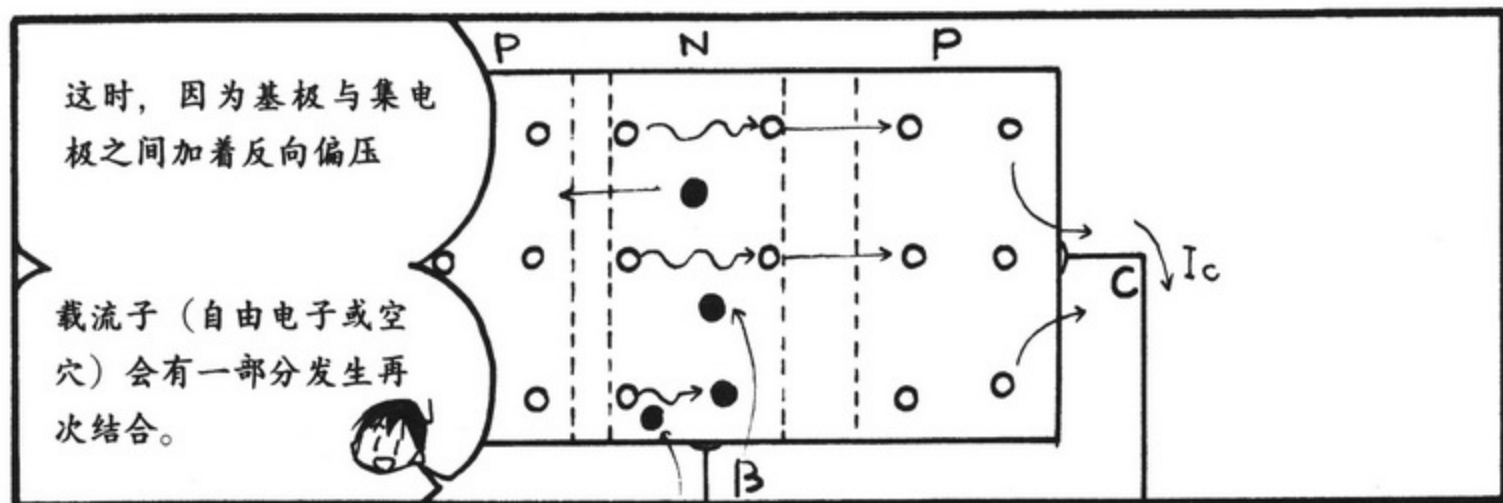 这时，因为基极与集电
极之间加着反向偏压
载流子（自由电子或空
穴）会有一部分发生再
次结合。
P N P
C Ic
B